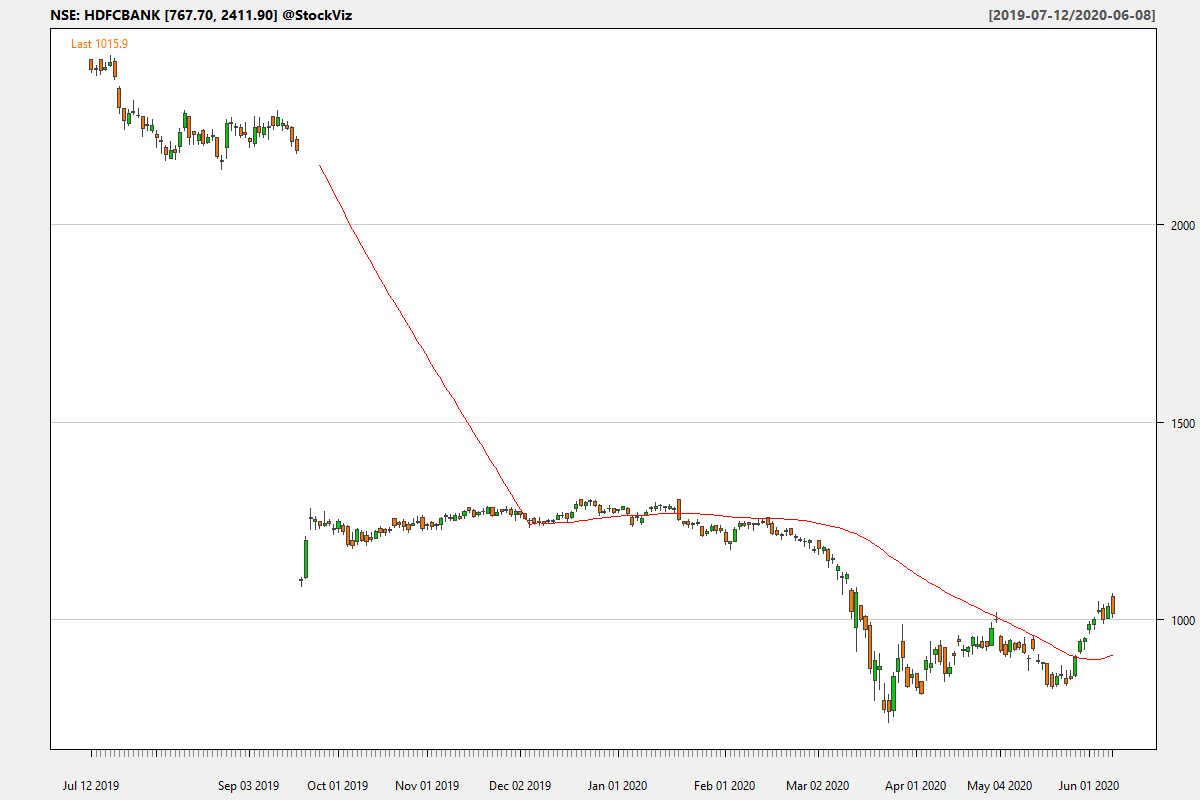 NSE: HDFCBANK [767.70, 2411.90] @StockViz
[2019-07-12/2020-06-08]
Last 1015.9
2000
1500
1000
Jul 12 2019 Sep 03 2019 Oct 01 2019 Nov 01 2019 Dec 02 2019 Jan 01 2020 Feb 01 2020 Mar 02 2020 Apr 01 2020 May 04 2020 Jun 01 2020